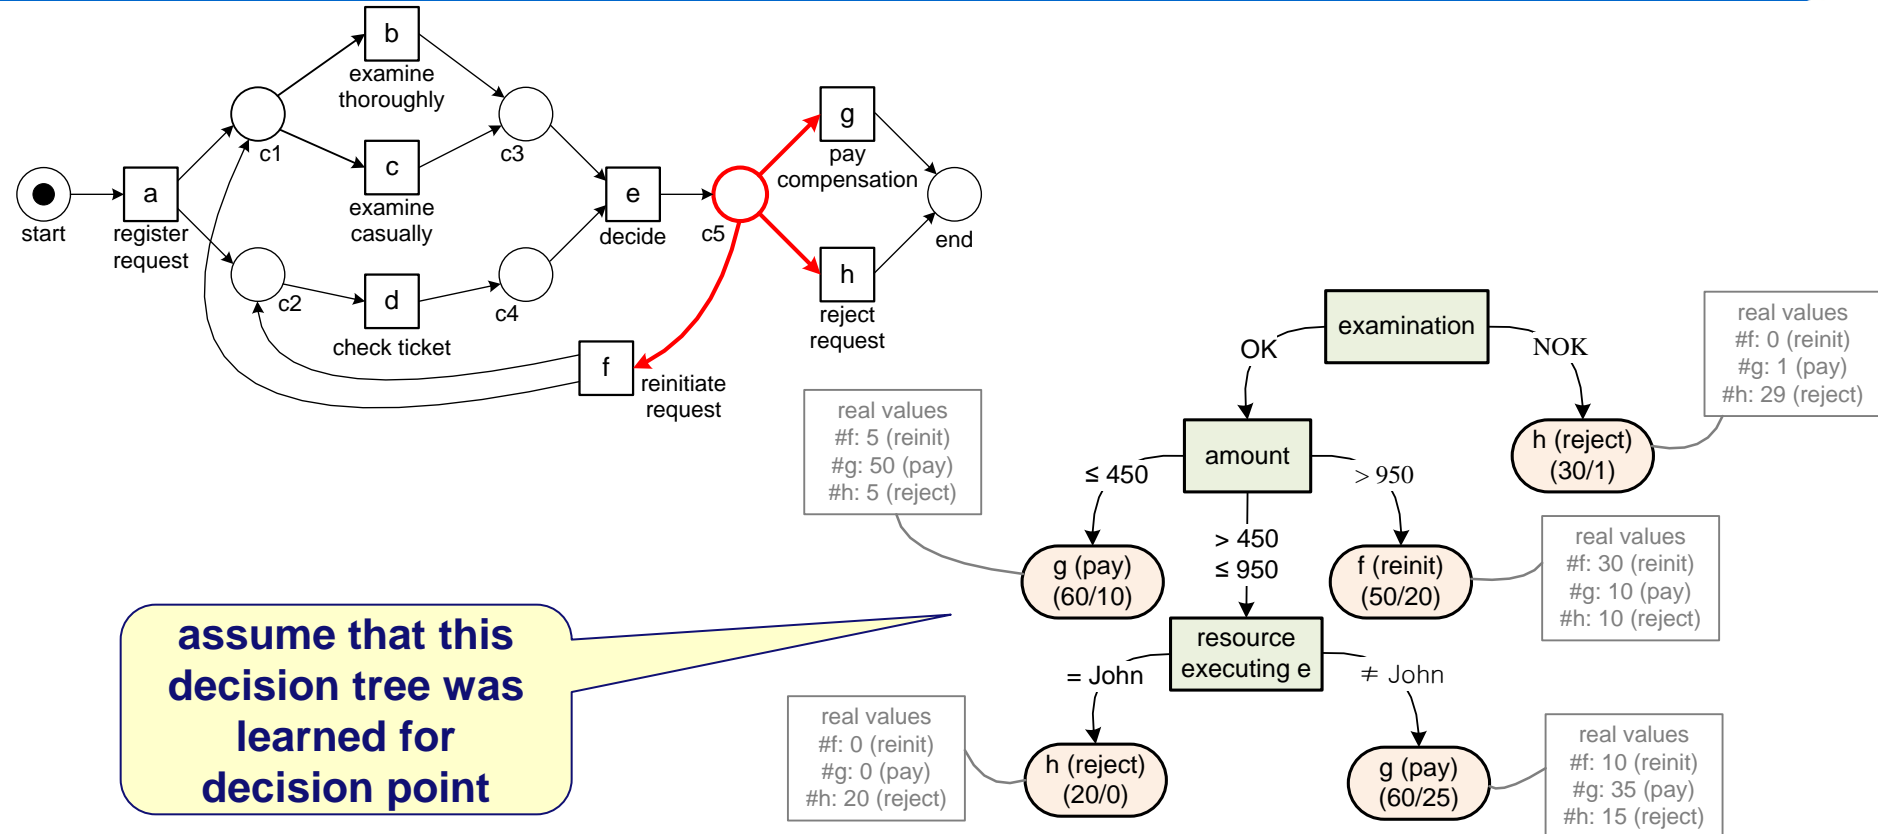 b
examine
thoroughly
c1
c3
c
examine
casually
a
register
request
start
c2
d
check ticket
c4
e
decide
c5
g
pay
compensation
h
reject
request
end
f
reinitiate
request
examination
OK
NOK
real values
#f: 0 (reinit)
#g: 1 (pay)
#h: 29 (reject)
h (reject)
(30/1)
amount
≤ 450
> 950
> 450
≤ 950
real values
#f: 5 (reinit)
#g: 50 (pay)
#h: 5 (reject)
g (pay)
(60/10)
f (reinit)
(50/20)
real values
#f: 30 (reinit)
#g: 10 (pay)
#h: 10 (reject)
resource
executing e
= John
≠ John
real values
#f: 0 (reinit)
#g: 0 (pay)
#h: 20 (reject)
h (reject)
(20/0)
g (pay)
(60/25)
real values
#f: 10 (reinit)
#g: 35 (pay)
#h: 15 (reject)
assume that this
decision tree was
learned for
decision point